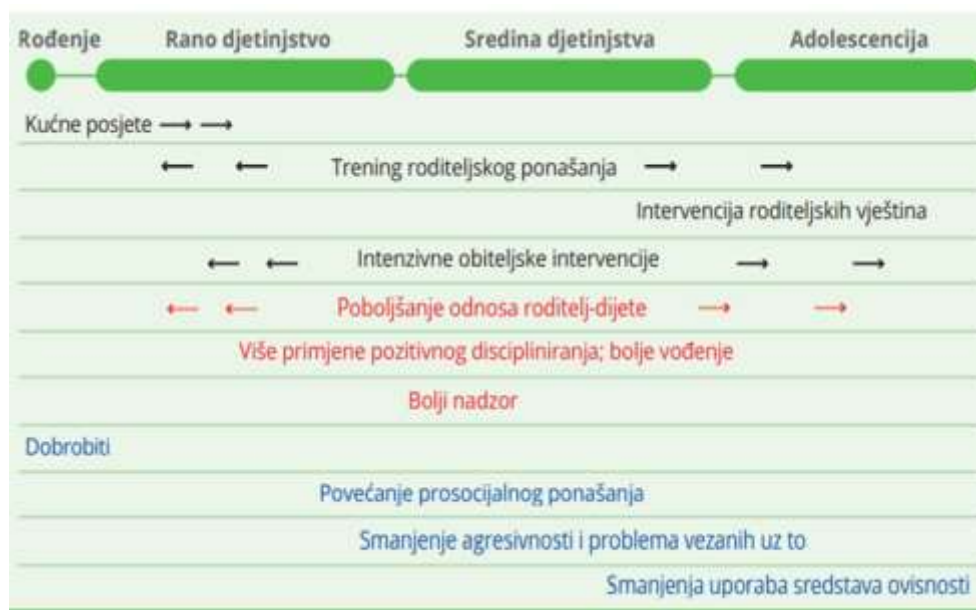 Rođenje Rano djetinjstvo Sredina djetinjstva Adolescencija
Kućne posjete → →
← ← Trening roditeljskog ponašanja → →
Intervencija roditeljskih vještina
← ← Intenzivne obiteljske intervencije → →
← ← Poboljšanje odnosa roditelj-dijete → →
Više primjene pozitivnog discipliniranja; bolje vođenje
Bolji nadzor
Dobrobiti
Povećanje prosocijalnog ponašanja
Smanjenje agresivnosti i problema vezanih uz to
Smanjenja uporaba sredstava ovisnosti